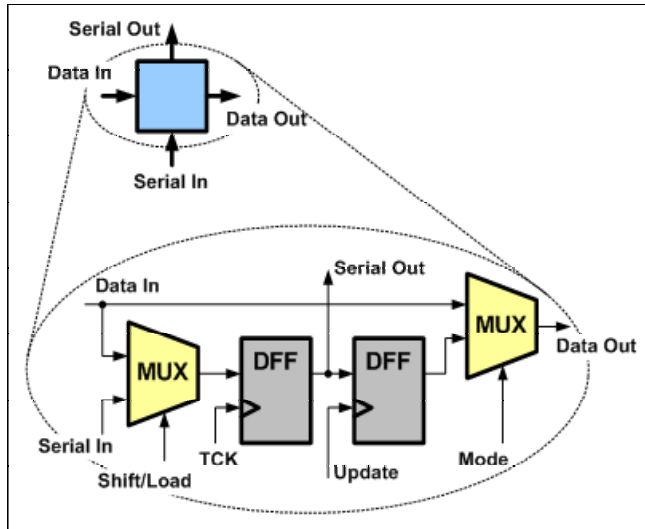 Serial Out
Data In
Data Out
Serial In
Serial Out
Data In
MUX
Data Out
MUX
DFF
DFF
Serial In
TCK
Update
Mode
Shift/Load